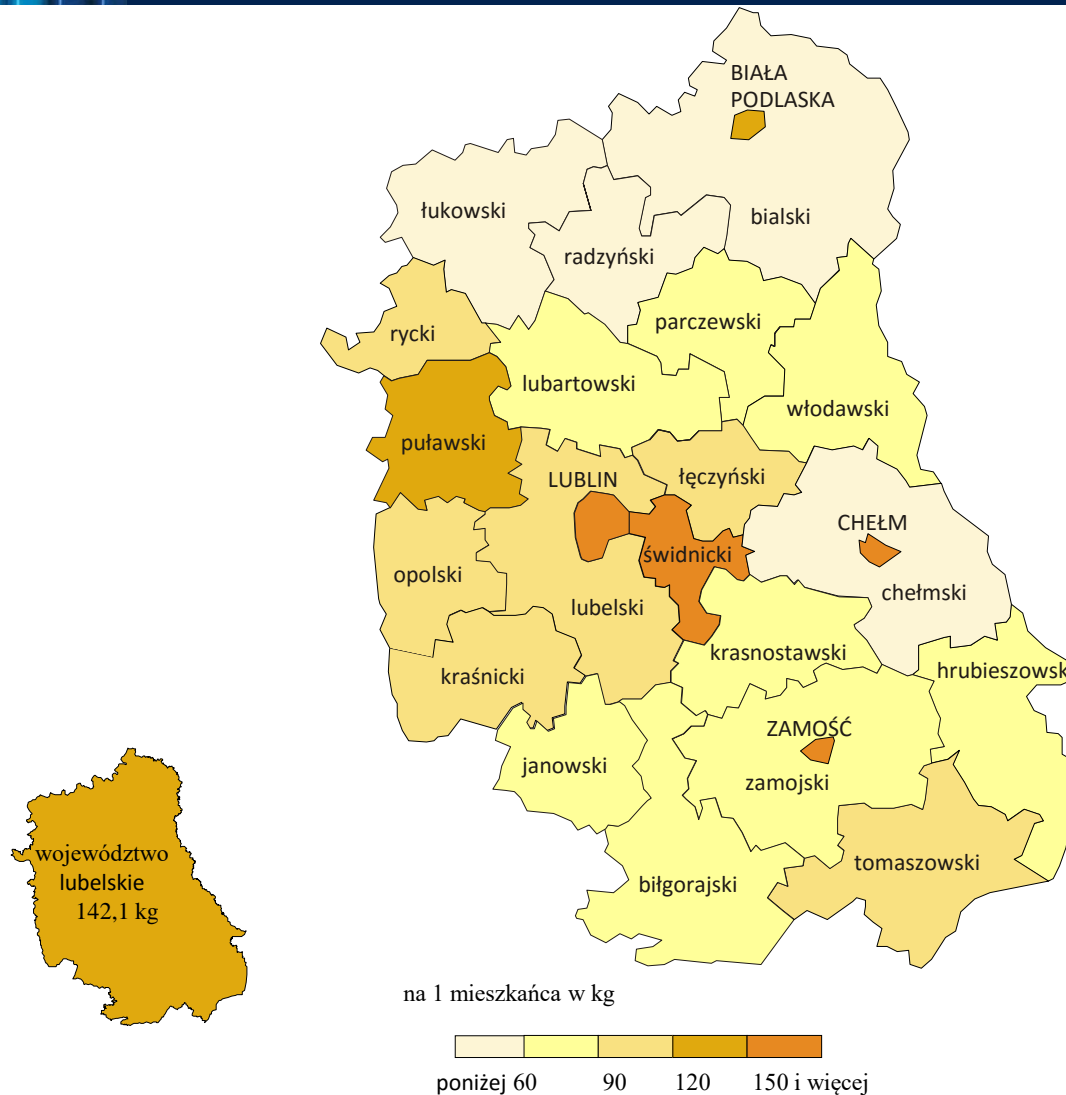 BIAŁA
PODLASKA
łukowski
bialski
radzyński
parczewski
rycki
lubartowski
włodawski
puławski
LUBLIN
łęczyński
CHEŁM
świdnicki
opolski
lubelski
chełmski
krasnostawski
kraśnicki
hrubieszowsk
ZAMOŚĆ
janowski
zamojski
województwo
lubelskie
142,1 kg
tomaszowski
biłgorajski
na 1 mieszkańca w kg
poniżej 60 90 120 150 i więcej